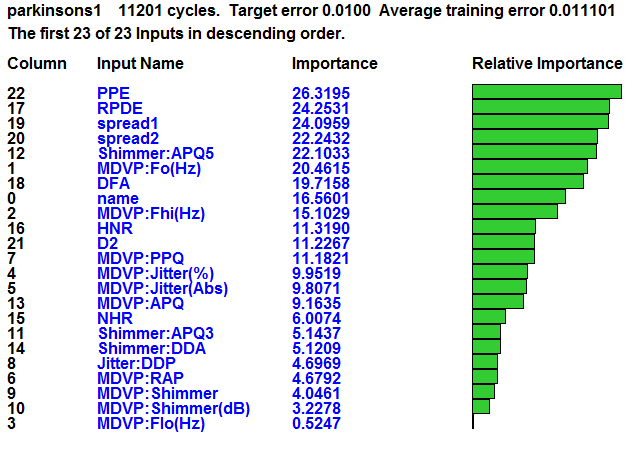 parkinsons1 11201 cycles. Target error 0.0100 Average training error 0.011101
The first 23 of 23 Inputs in descending order.
Column Input Name Importance Relative Importance
22 PPE 26.3195
17 RPDE 24.2531
19 spread1 24.0959
20 spread2 22.2432
12 Shimmer:APQ5 22.1033
1 MDVP:Fo(Hz) 20.4615
18 DFA 19.7158
0 name 16.5601
2 MDVP:Fhi(Hz) 15.1029
16 HNR 11.3190
21 D2 11.2267
7 MDVP:PPQ 11.1821
4 MDVP:Jitter(%) 9.9519
5 MDVP:Jitter(Abs) 9.8071
13 MDVP:APQ 9.1635
15 NHR 6.0074
11 Shimmer:APQ3 5.1437
14 Shimmer:DDA 5.1209
8 Jitter:DDP 4.6969
6 MDVP:RAP 4.6792
9 MDVP:Shimmer 4.0461
10 MDVP:Shimmer(dB) 3.2278
3 MDVP:Flo(Hz) 0.5247